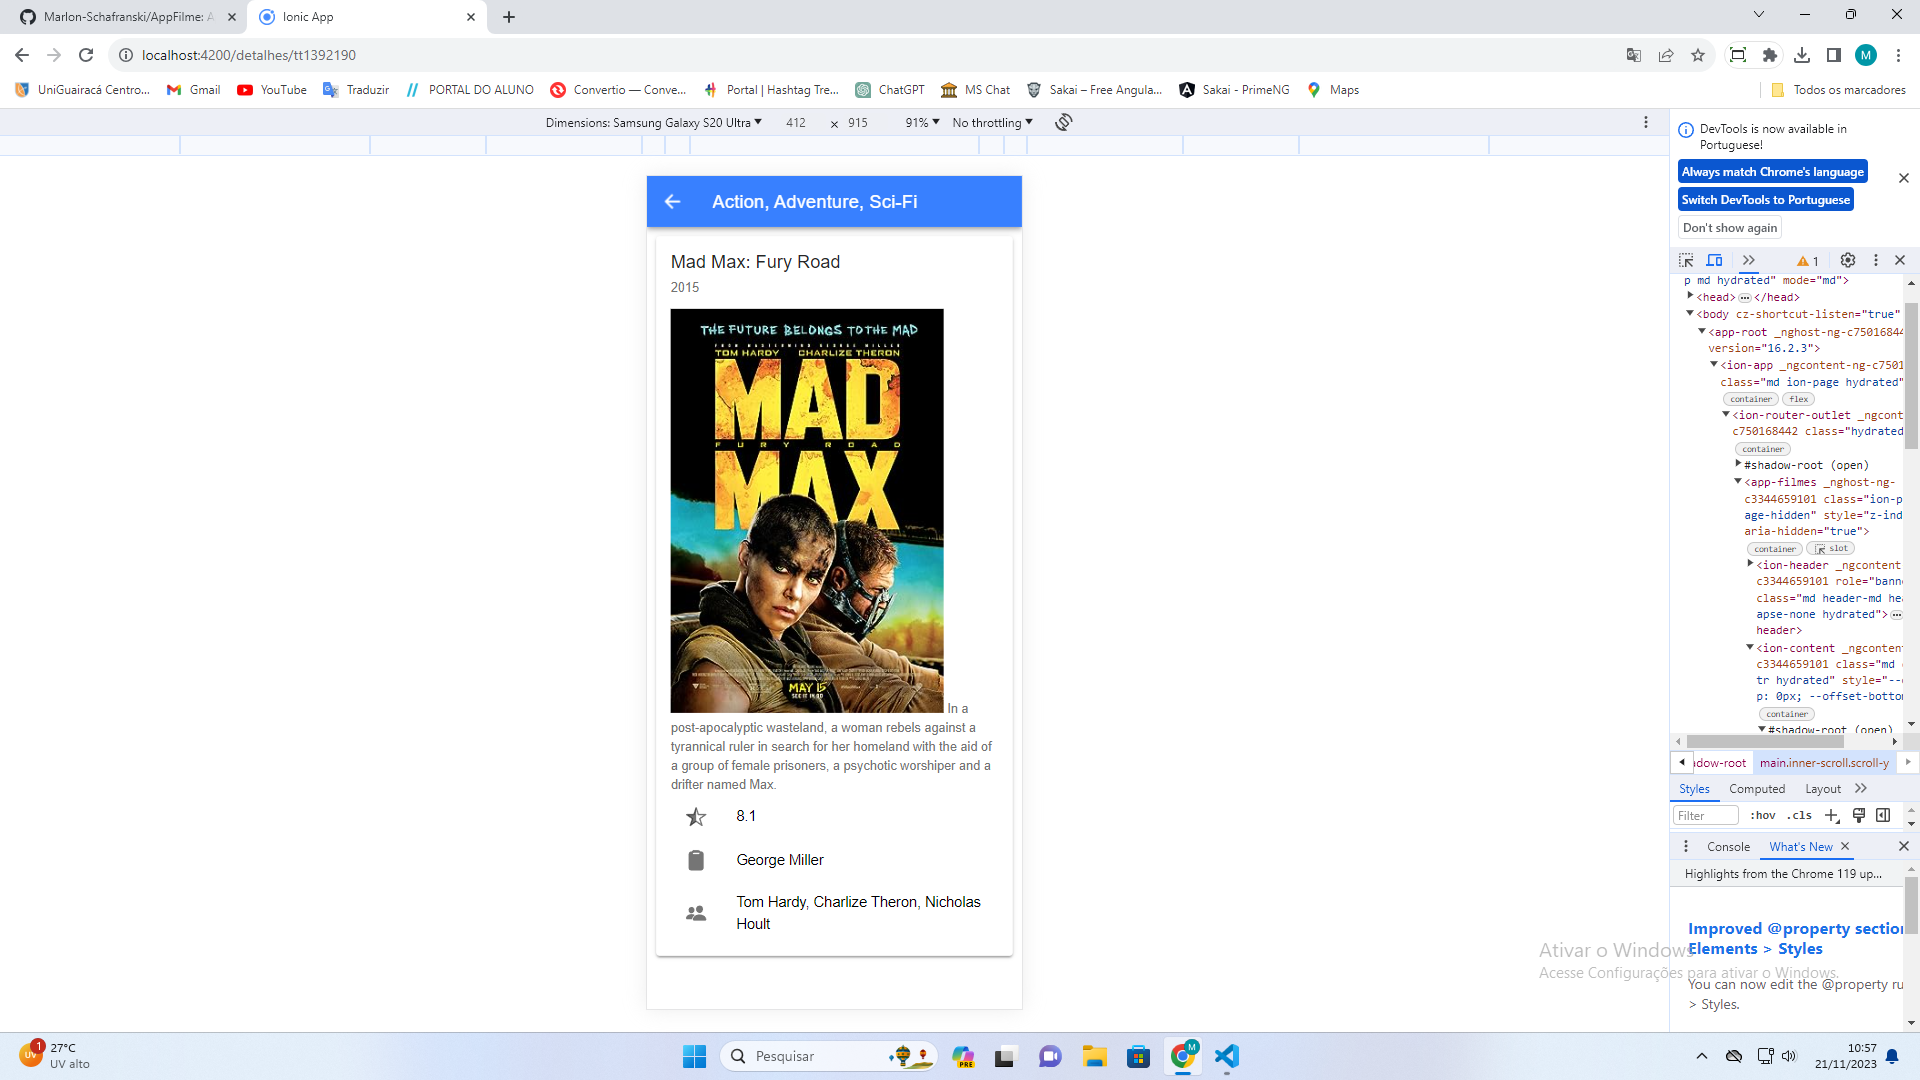 Marlon-Schafranski/AppFilme: A
Ionic App
localhost:4200/detalhes/tt1392190
UniGuairacá Centro...
Gmail
YouTube
Traduzir
PORTAL DO ALUNO
Convertio — Conve...
Portal | Hashtag Tre...
ChatGPT
MS Chat
Sakai – Free Angula...
Sakai - PrimeNG
Maps
Todos os marcadores
Dimensions: Samsung Galaxy S20 Ultra
412 x 915
91%
No throttling
Action, Adventure, Sci-Fi
Mad Max: Fury Road
2015
THE FUTURE BELONGS TO THE MAD
FROM MASTERMIND GEORGE MILLER
TOM HARDY CHARLIZE THERON
MAD
FURY ROAD
MAX
MAY 15
SEE IT IN 3D
In a
post-apocalyptic wasteland, a woman rebels against a
tyrannical ruler in search for her homeland with the aid of
a group of female prisoners, a psychotic worshiper and a
drifter named Max.
8.1
George Miller
Tom Hardy, Charlize Theron, Nicholas
Hoult
DevTools is now available in
Portuguese!
Always match Chrome's language
Switch DevTools to Portuguese
Don't show again
1
p md hydrated" mode="md">
<head> </head>
<body cz-shortcut-listen="true"
<app-root _nghost-ng-c75016844
version="16.2.3">
<ion-app _ngcontent-ng-c7501
class="md ion-page hydrated"
container flex
<ion-router-outlet _ngcont
c750168442 class="hydrated
container
#shadow-root (open)
<app-filmes _nghost-ng-
c3344659101 class="ion-p
age-hidden" style="z-ind
aria-hidden="true">
container slot
<ion-header _ngcontent
c3344659101 role="bann
class="md header-md he
apse-none hydrated">
header>
<ion-content _ngconten
c3344659101 class="md
tr hydrated" style="--
p: 0px; --offset-botto
container
#shadow-root (open)
dow-root main.inner-scroll.scroll-y
Styles Computed Layout
Filter :hov .cls
Console What's New
Highlights from the Chrome 119 up...
Improved @property section
Elements > Styles
You can now edit the @property ru
> Styles.
Ativar o Windows
Acesse Configurações para ativar o Windows.
1
27°C
UV alto
Pesquisar
PRE
M
10:57
21/11/2023